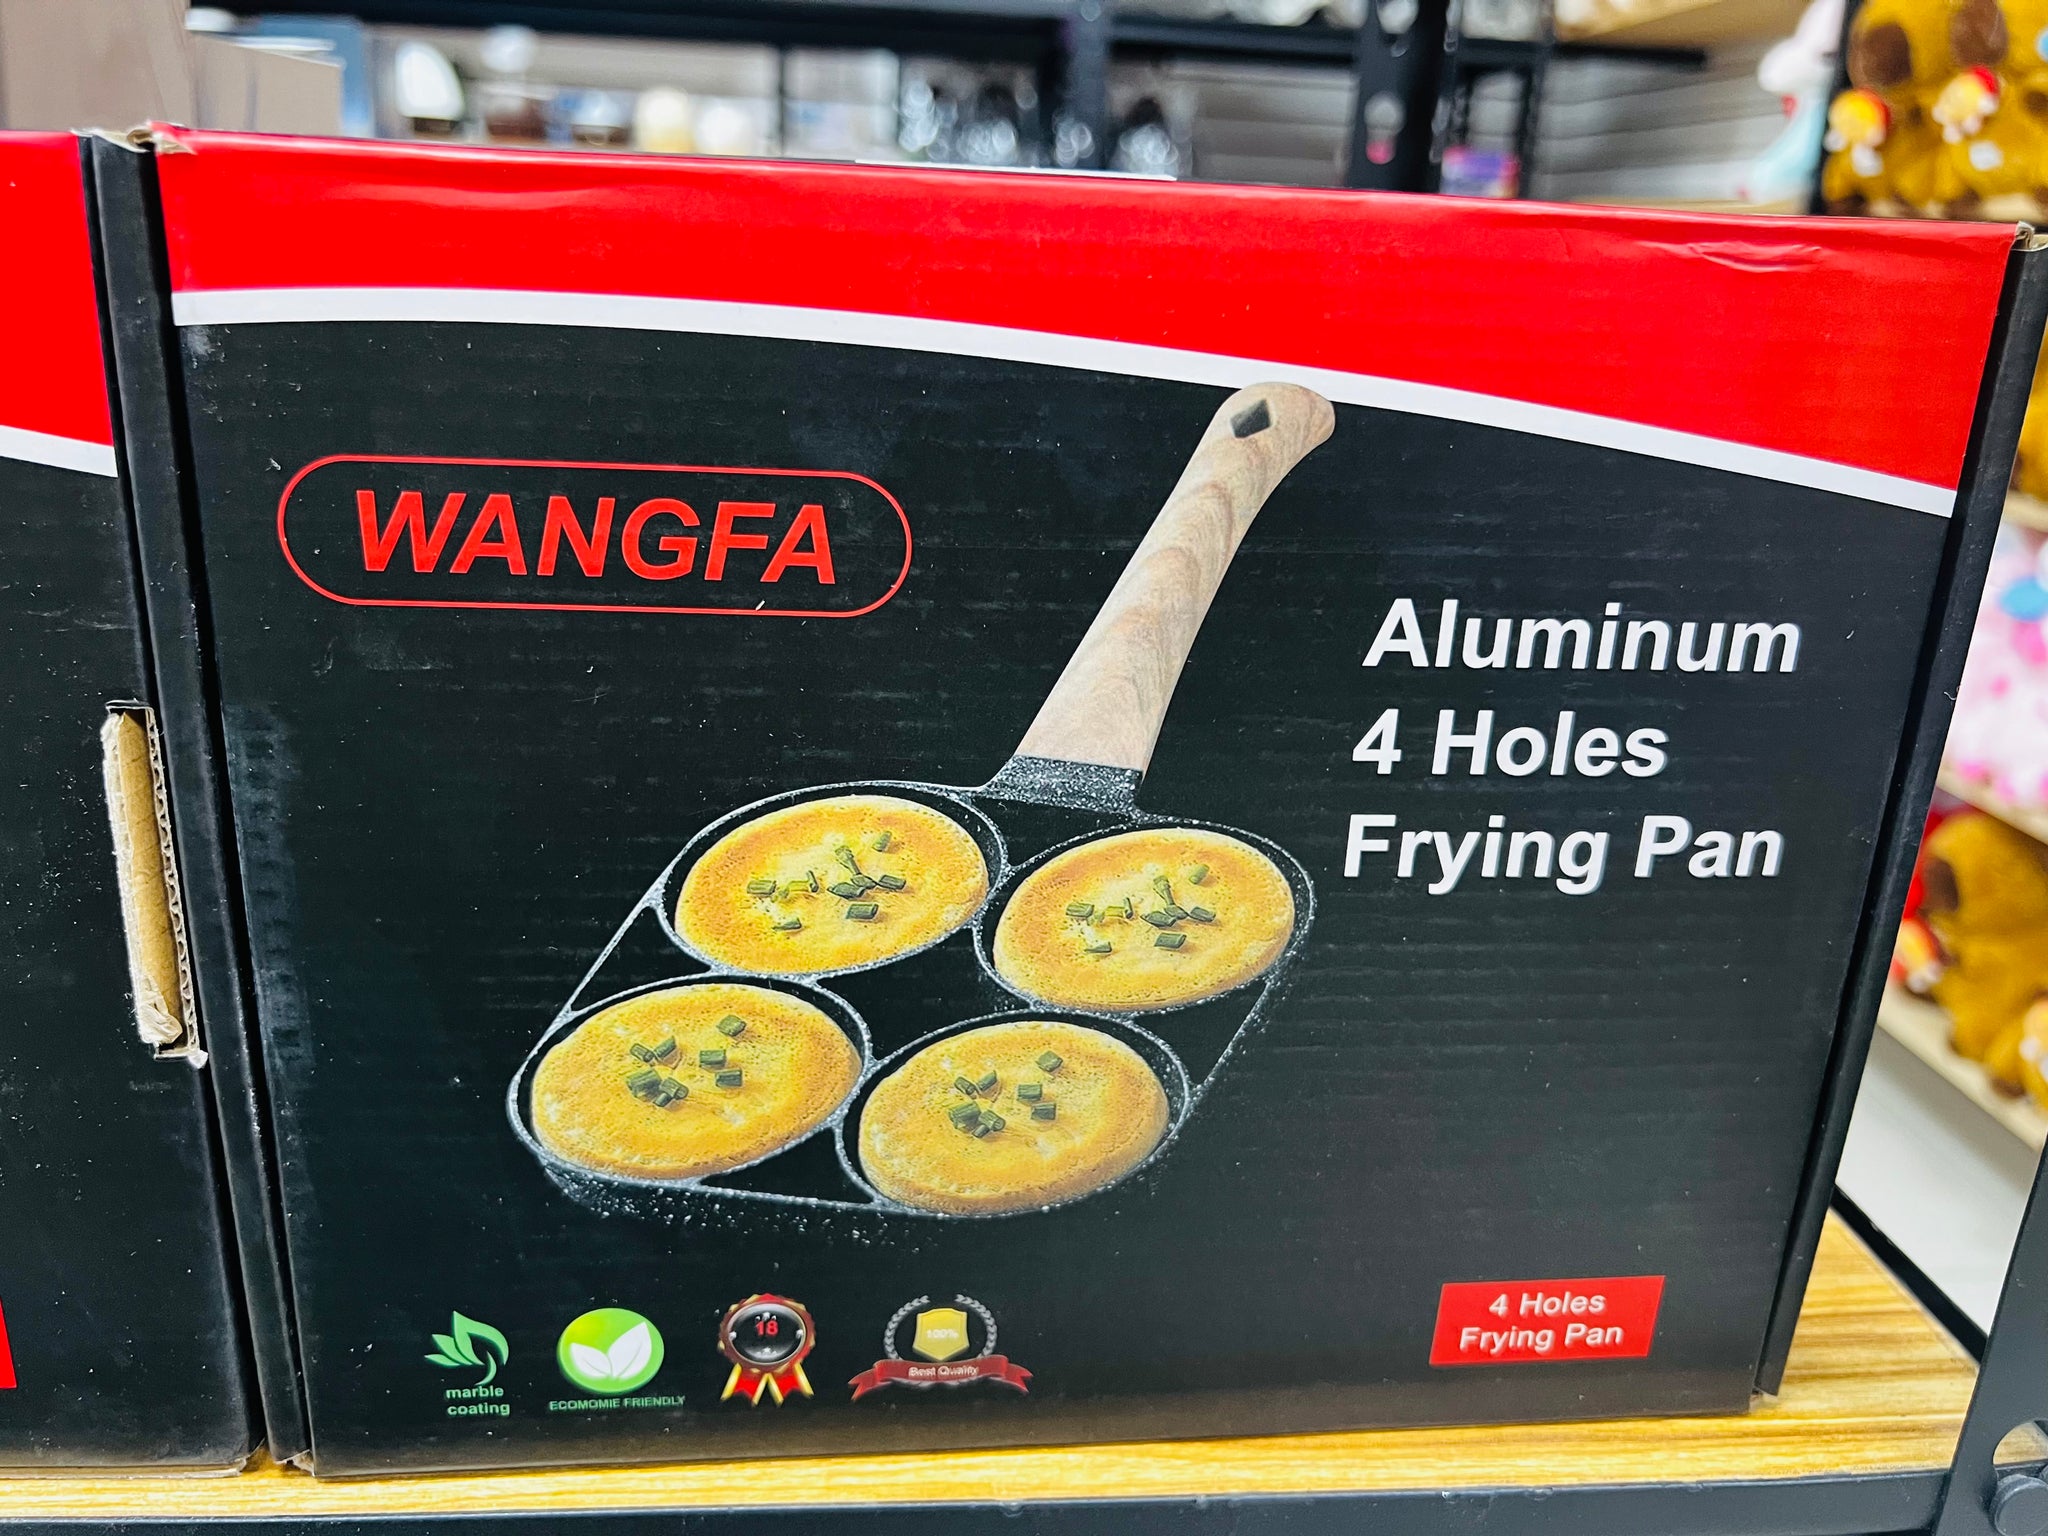 WANGFA
Aluminum
4 Holes
Frying Pan
marble
coating
ECOMOMIE FRIENDLY
18
100%
Best Quality
4 Holes
Frying Pan